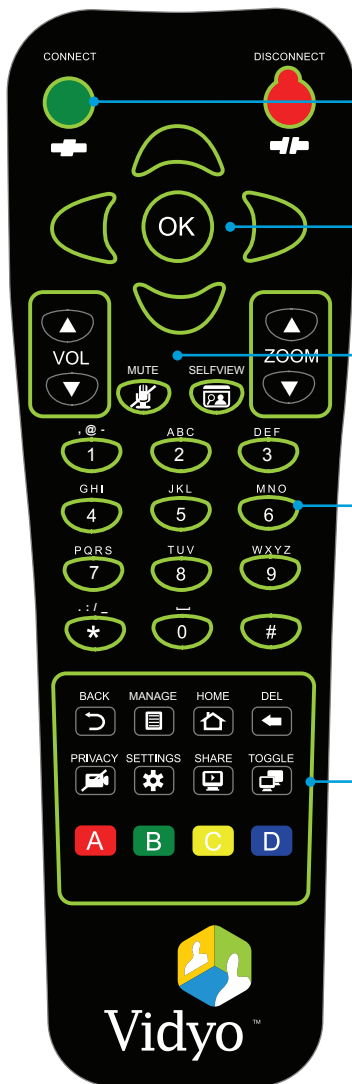 CONNECT DISCONNECT
OK
VOL ZOOM
MUTE SELFVIEW
, @ - ABC DEF
1 2 3
GHI JKL MNO
4 5 6
PQRS TUV WXYZ
7 8 9
. : / _ ⎵
* 0 #
BACK MANAGE HOME DEL
PRIVACY SETTINGS SHARE TOGGLE
A B C D
Vidyo™